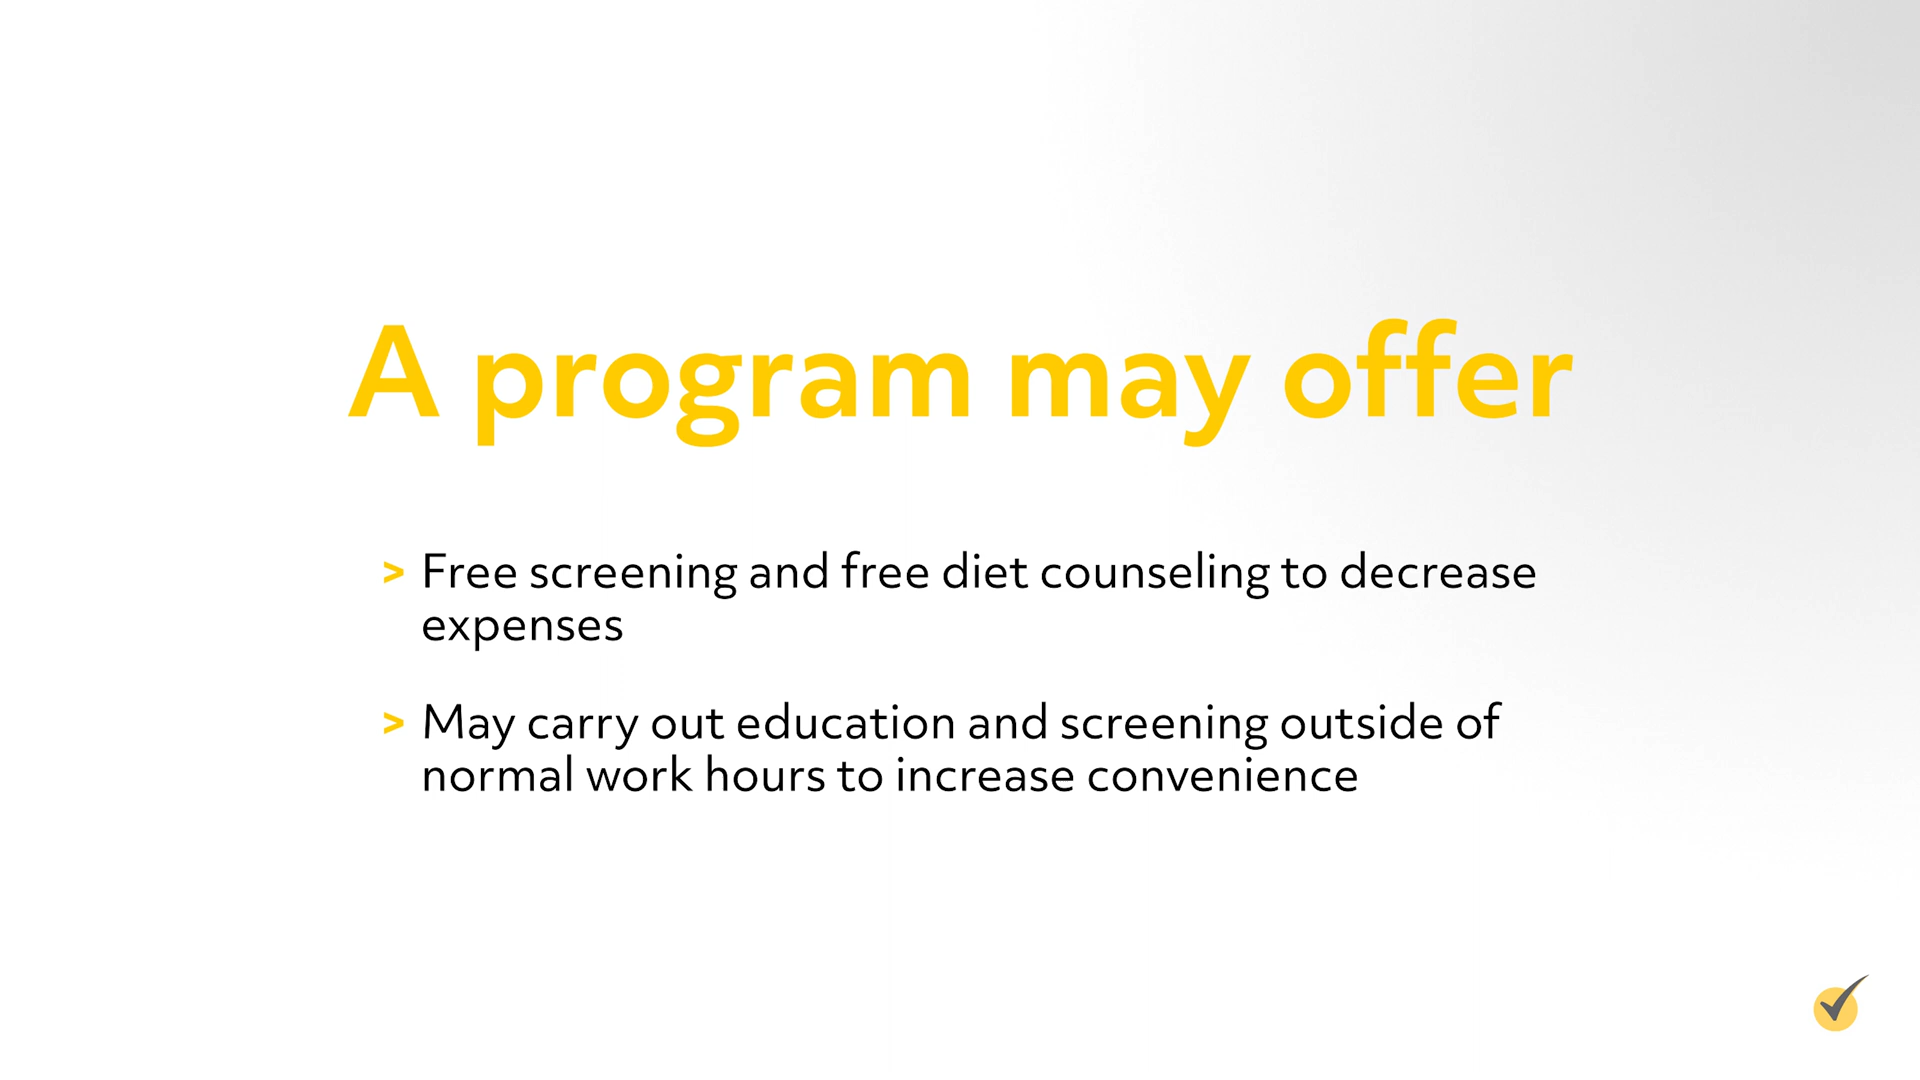 A program may offer
> Free screening and free diet counseling to decrease
expenses
> May carry out education and screening outside of
normal work hours to increase convenience